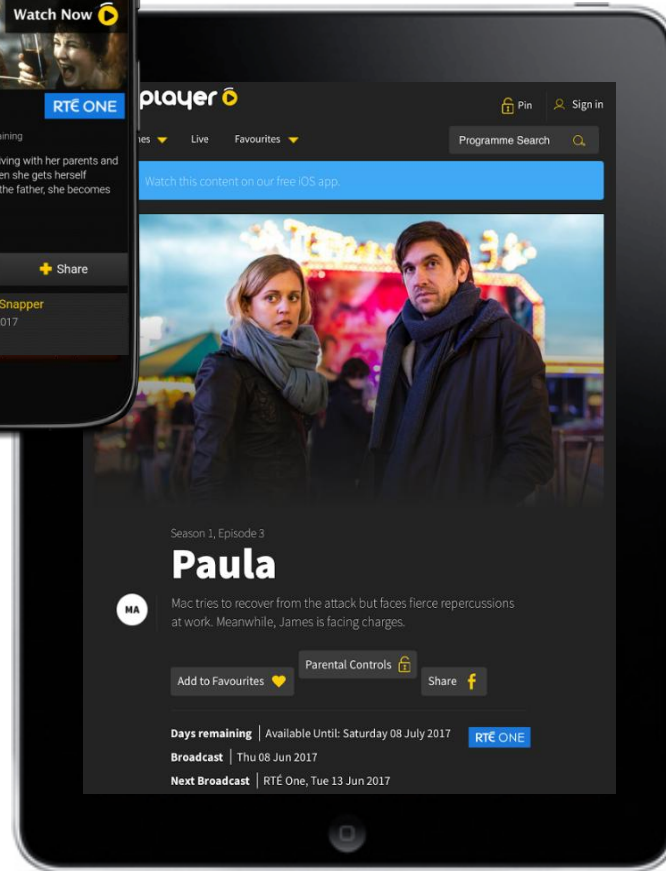 Watch Now
RTÉ ONE
iving with her parents and
en she gets herself
the father, she becomes
Share
Snapper
2017
player
Pin
Sign in
Live
Favourites
Programme Search
Watch this content on our free iOS app.
Season 1, Episode 3
Paula
MA
Mac tries to recover from the attack but faces fierce repercussions
at work. Meanwhile, James is facing charges.
Add to Favourites
Parental Controls
Share
Days remaining | Available Until: Saturday 08 July 2017
RTÉ ONE
Broadcast | Thu 08 Jun 2017
Next Broadcast | RTÉ One, Tue 13 Jun 2017